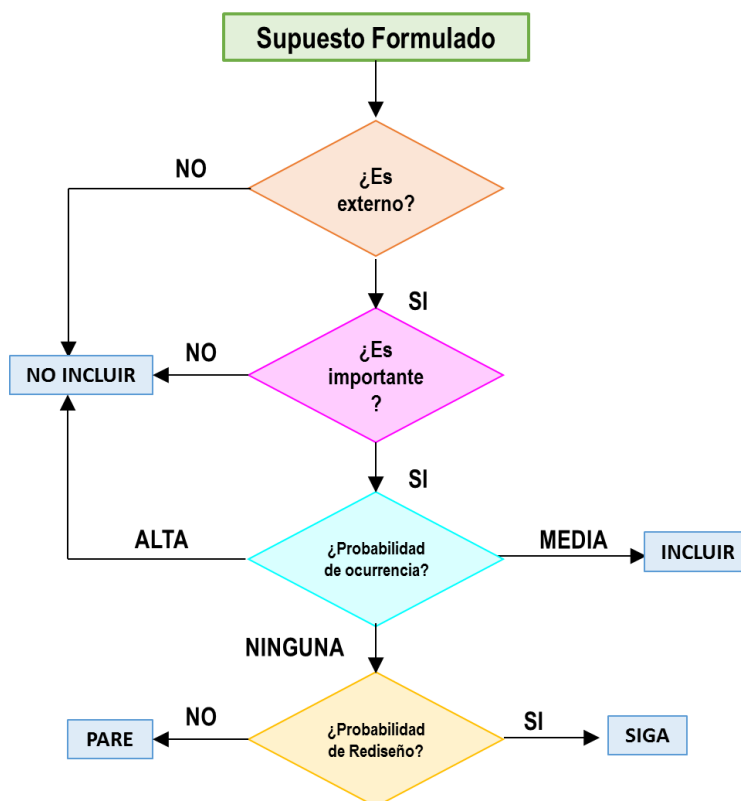 Supuesto Formulado
NO
¿Es
externo?
SI
NO INCLUIR
NO
¿Es
importante
?
SI
ALTA
¿Probabilidad
de ocurrencia?
MEDIA
INCLUIR
NINGUNA
PARE
NO
¿Probabilidad
de Rediseño?
SI
SIGA